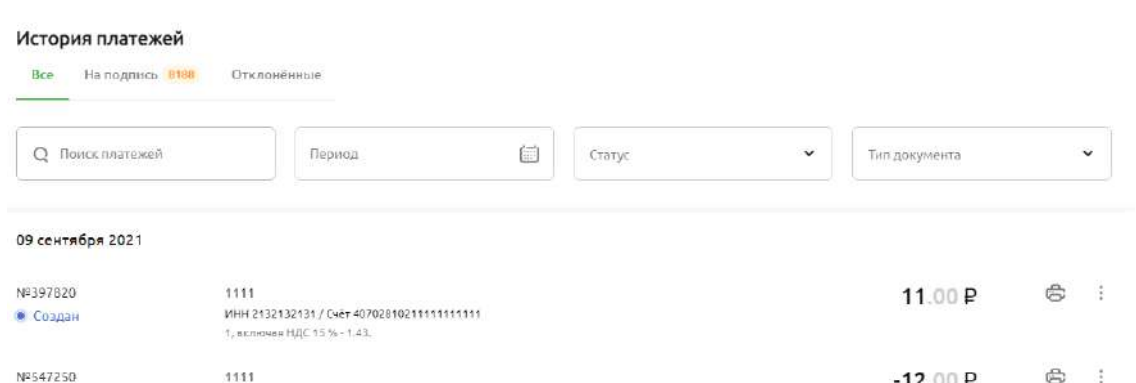 История платежей
Все На подпись 8188 Отклонённые
Поиск платежей Период Статус Тип документа
09 сентября 2021
№397820 1111 11.00 ₽
Создан ИНН 2132132131 / Счёт 40702810211111111111
1, включая НДС 15 % - 1.43.
№547250 1111 -12.00 ₽